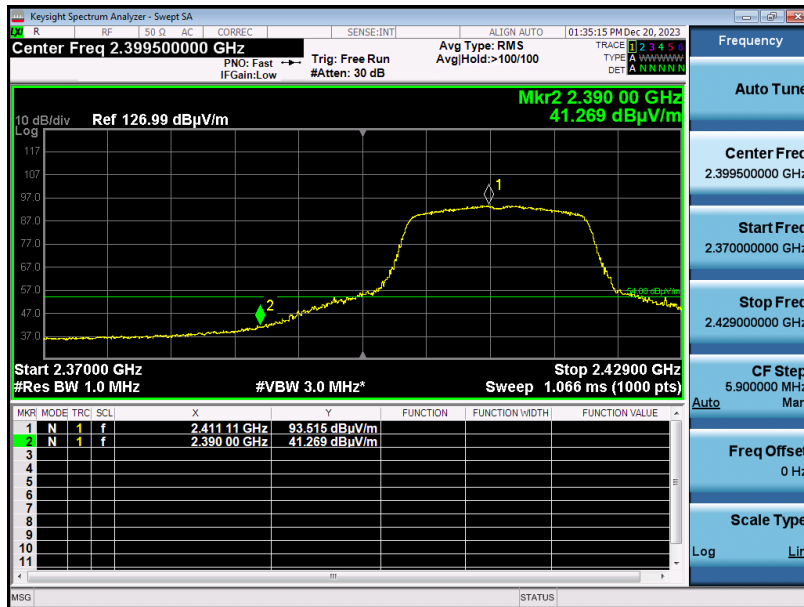 Keysight Spectrum Analyzer - Swept SA
LXI R RF 50 Ω AC CORREC SENSE:INT ALIGN AUTO 01:35:15 PM Dec 20, 2023
Center Freq 2.399500000 GHz
PNO: Fast
IFGain:Low
Trig: Free Run
#Atten: 30 dB
Avg Type: RMS
Avg|Hold:>100/100
TRACE 1 2 3 4 5 6
TYPE A WWWWW
DET A N N N N N
Mkr2 2.390 00 GHz
41.269 dBµV/m
10 dB/div Ref 126.99 dBµV/m
Log
117
107
97.0
87.0
77.0
67.0
57.0
47.0
37.0
1
2
54.00 dBµV/m
Start 2.37000 GHz Stop 2.42900 GHz
#Res BW 1.0 MHz #VBW 3.0 MHz* Sweep 1.066 ms (1000 pts)
MKR MODE TRC SCL X Y FUNCTION FUNCTION WIDTH FUNCTION VALUE
1 N 1 f 2.411 11 GHz 93.515 dBµV/m
2 N 1 f 2.390 00 GHz 41.269 dBµV/m
3
4
5
6
7
8
9
10
11
MSG STATUS
Frequency
Auto Tune
Center Freq
2.399500000 GHz
Start Freq
2.370000000 GHz
Stop Freq
2.429000000 GHz
CF Step
5.900000 MHz
Auto Man
Freq Offset
0 Hz
Scale Type
Log Lin